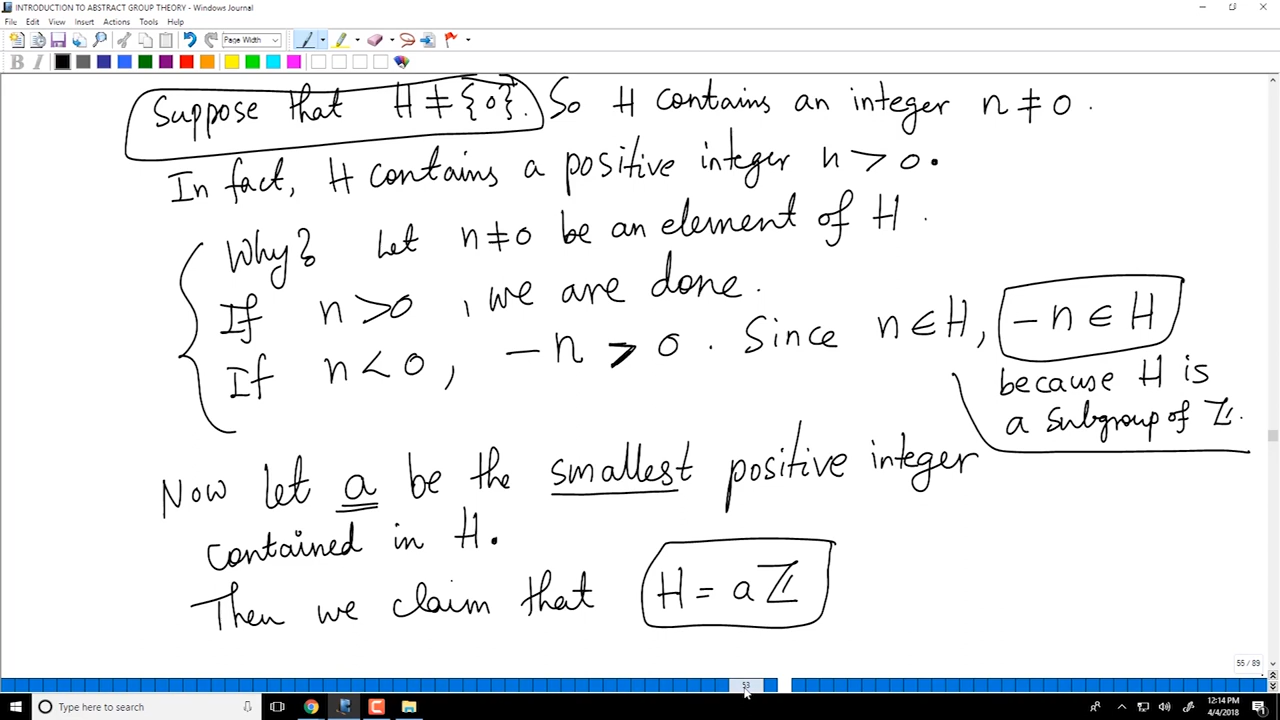 INTRODUCTION TO ABSTRACT GROUP THEORY - Windows Journal
File Edit View Insert Actions Tools Help
Page Width
B I
Suppose that H ≠ {0}. So H contains an integer n ≠ 0.
In fact, H contains a positive integer n > 0.
Why? Let n ≠ 0 be an element of H.
If n > 0, we are done.
If n < 0, -n > 0. Since n ∈ H, -n ∈ H
because H is
a subgroup of ℤ.
Now let a be the smallest positive integer
contained in H.
Then we claim that H = aℤ
55 / 89
53
Type here to search
12:14 PM
4/4/2018